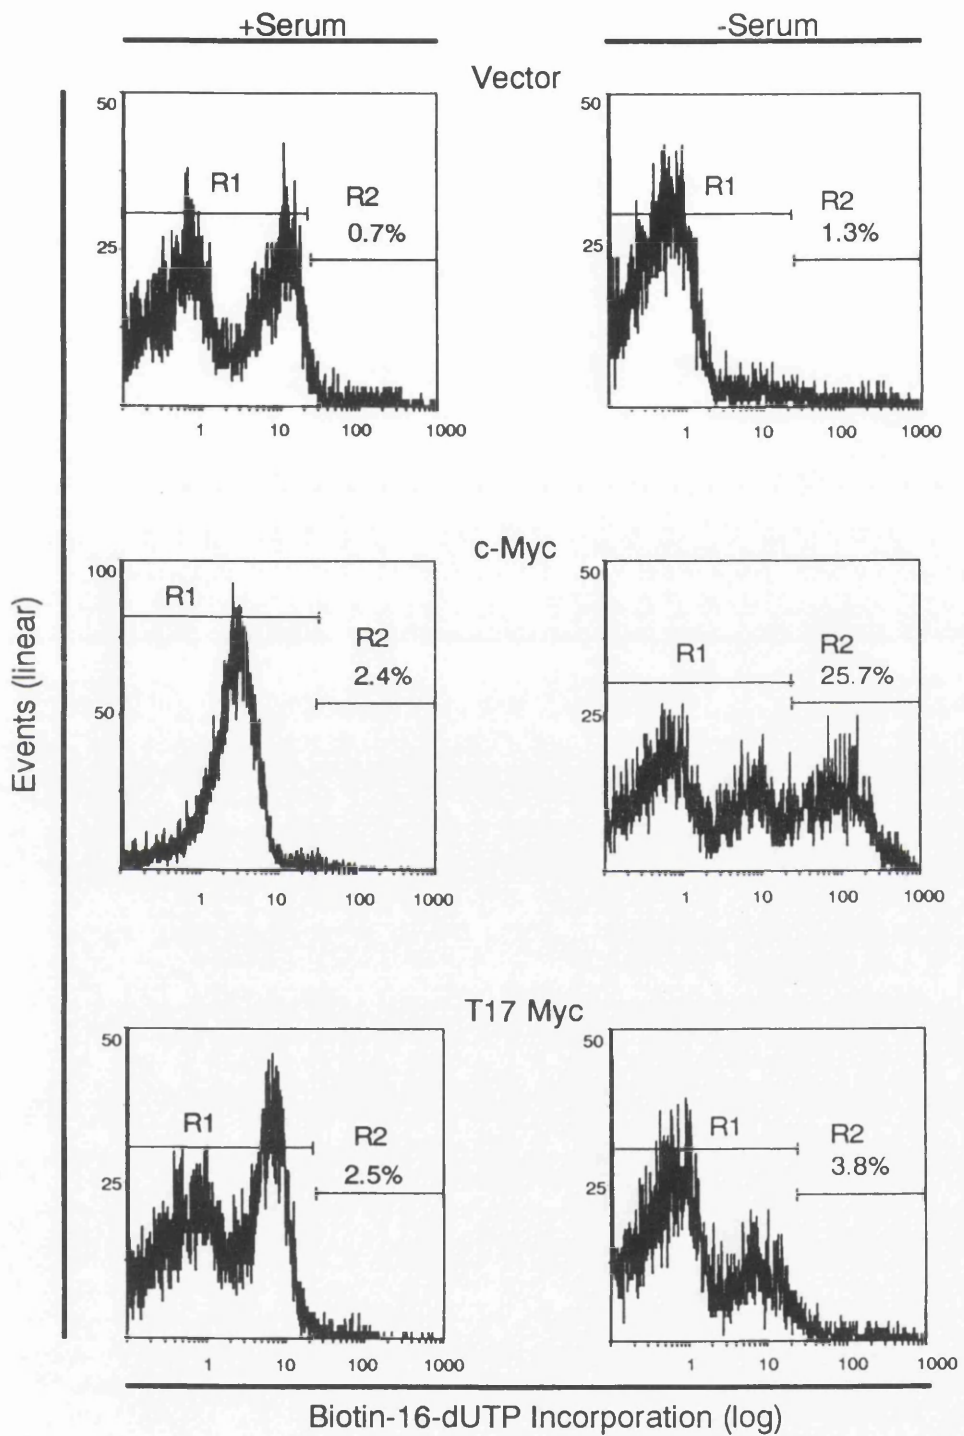 +Serum
-Serum
Vector
50
25
R1
R2
0.7%
1 10 100 1000
50
25
R1
R2
1.3%
1 10 100 1000
c-Myc
100
50
R1
R2
2.4%
1 10 100 1000
50
25
R1
R2
25.7%
1 10 100 1000
T17 Myc
50
25
R1
R2
2.5%
1 10 100 1000
50
25
R1
R2
3.8%
1 10 100 1000
Events (linear)
Biotin-16-dUTP Incorporation (log)